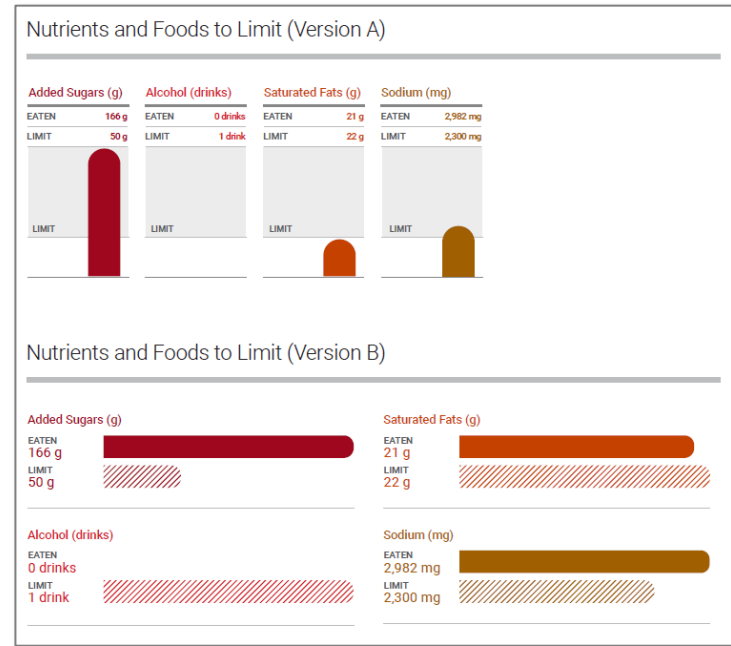 Nutrients and Foods to Limit (Version A)
Added Sugars (g)
EATEN 166 g
LIMIT 50 g
LIMIT
Alcohol (drinks)
EATEN 0 drinks
LIMIT 1 drink
LIMIT
Saturated Fats (g)
EATEN 21 g
LIMIT 22 g
LIMIT
Sodium (mg)
EATEN 2,982 mg
LIMIT 2,300 mg
LIMIT
Nutrients and Foods to Limit (Version B)
Added Sugars (g)
EATEN
166 g
LIMIT
50 g
Saturated Fats (g)
EATEN
21 g
LIMIT
22 g
Alcohol (drinks)
EATEN
0 drinks
LIMIT
1 drink
Sodium (mg)
EATEN
2,982 mg
LIMIT
2,300 mg